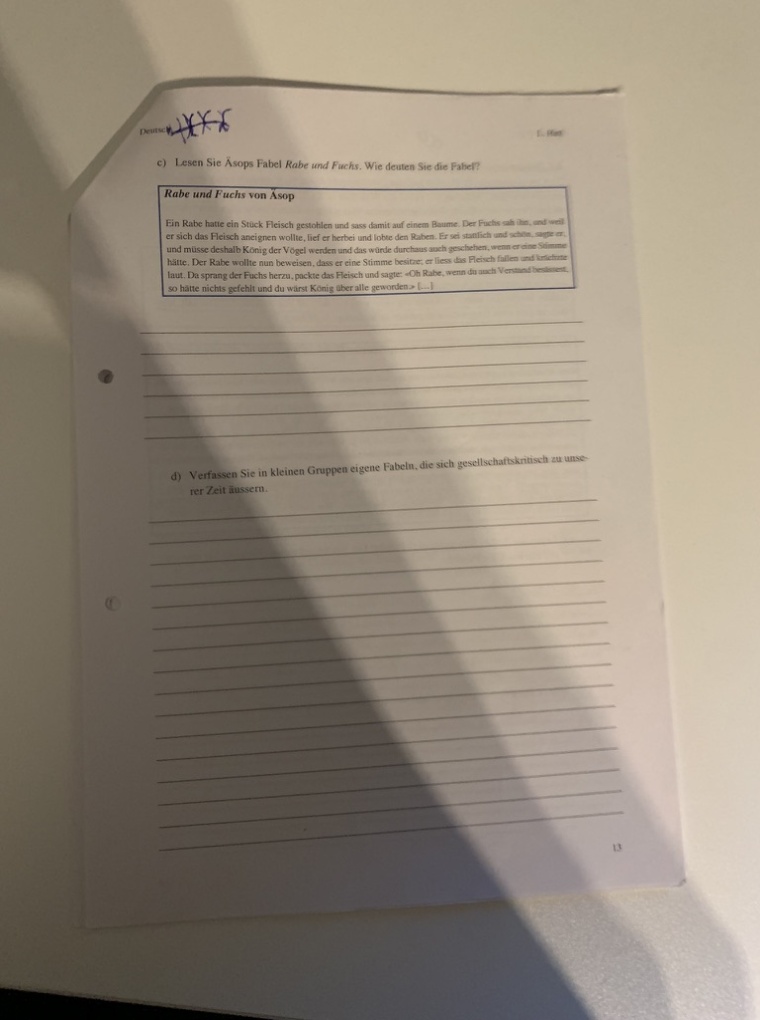 Deutsch
c) Lesen Sie Äsops Fabel Rabe und Fuchs. Wie deuten Sie die Fabel?
Rabe und Fuchs von Äsop
Ein Rabe hatte ein Stück Fleisch gestohlen und sass damit auf einem Baume. Der Fuchs sah ihn, und weil
er sich das Fleisch aneignen wollte, lief er herbei und lobte den Raben. Er sei stattlich und schön, sagte er,
und müsse deshalb König der Vögel werden und das würde durchaus auch geschehen, wenn er eine Stimme
hätte. Der Rabe wollte nun beweisen, dass er eine Stimme besitze; er liess das Fleisch fallen und krächzte
laut. Da sprang der Fuchs herzu, packte das Fleisch und sagte: «Oh Rabe, wenn du auch Verstand besässest,
so hätte nichts gefehlt und du wärst König über alle geworden.» [...]
d) Verfassen Sie in kleinen Gruppen eigene Fabeln, die sich gesellschaftskritisch zu unse-
rer Zeit äussern.
13